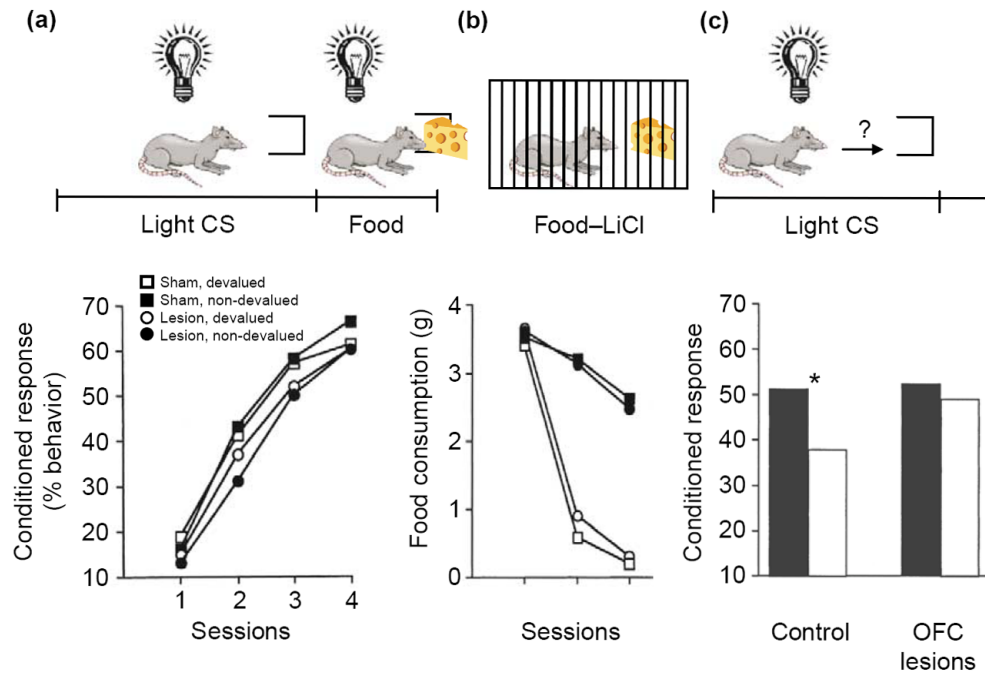 (a)
(b)
(c)
?
Light CS
Food
Food–LiCl
Light CS
Sham, devalued
Sham, non-devalued
Lesion, devalued
Lesion, non-devalued
Conditioned response
(% behavior)
70
60
50
40
30
20
10
1 2 3 4
Sessions
Food consumption (g)
4
3
2
1
0
Sessions
Conditioned response
70
60
50
40
30
20
10
*
Control
OFC
lesions